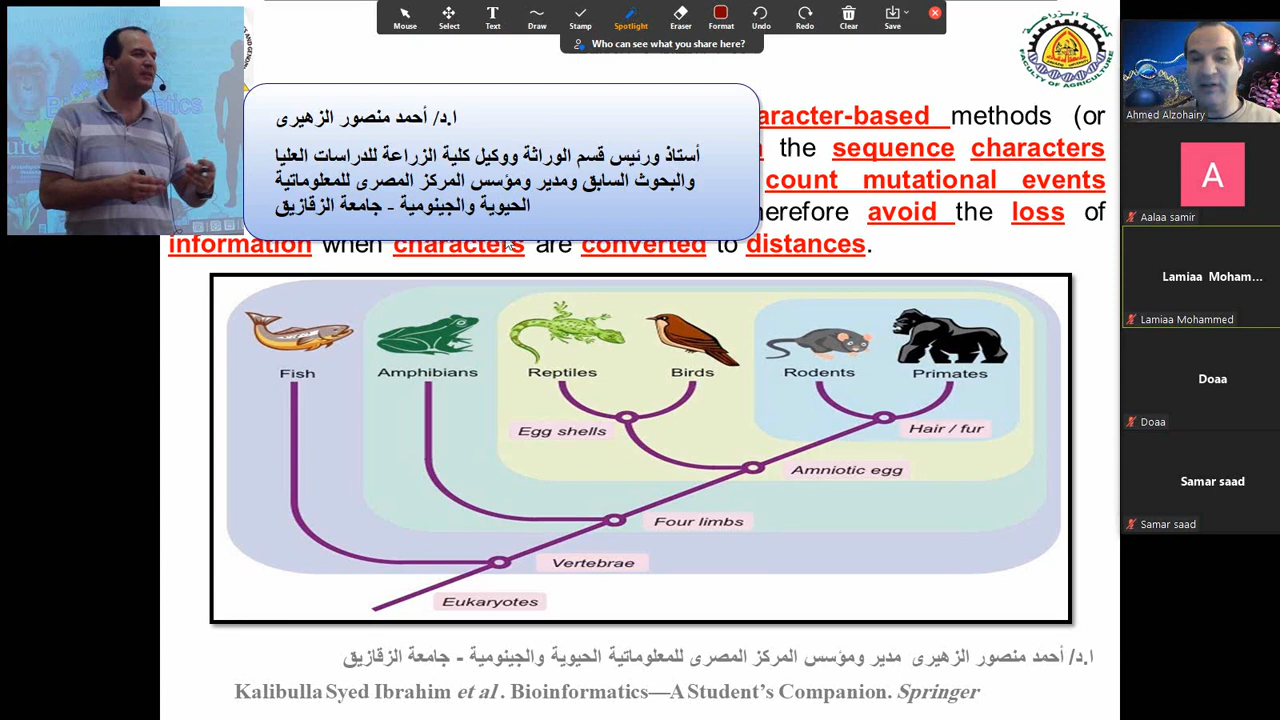 Mouse Select Text Draw Stamp Spotlight Eraser Format Undo Redo Clear Save
Who can see what you share here?
FACULTY OF AGRICULTURE
ا.د/ أحمد منصور الزهيرى
أستاذ ورئيس قسم الوراثة ووكيل كلية الزراعة للدراسات العليا
والبحوث السابق ومدير ومؤسس المركز المصرى للمعلوماتية
الحيوية والجينومية - جامعة الزقازيق
aracter-based methods (or
the sequence characters
count mutational events
herefore avoid the loss of
information when characters are converted to distances.
Fish Amphibians Reptiles Birds Rodents Primates
Egg shells
Hair / fur
Amniotic egg
Four limbs
Vertebrae
Eukaryotes
ا.د/ أحمد منصور الزهيرى مدير ومؤسس المركز المصرى للمعلوماتية الحيوية والجينومية - جامعة الزقازيق
Kalibulla Syed Ibrahim et al . Bioinformatics—A Student’s Companion. Springer
Ahmed Alzohairy
A
Aalaa samir
Lamiaa Moham...
Lamiaa Mohammed
Doaa
Doaa
Samar saad
Samar saad